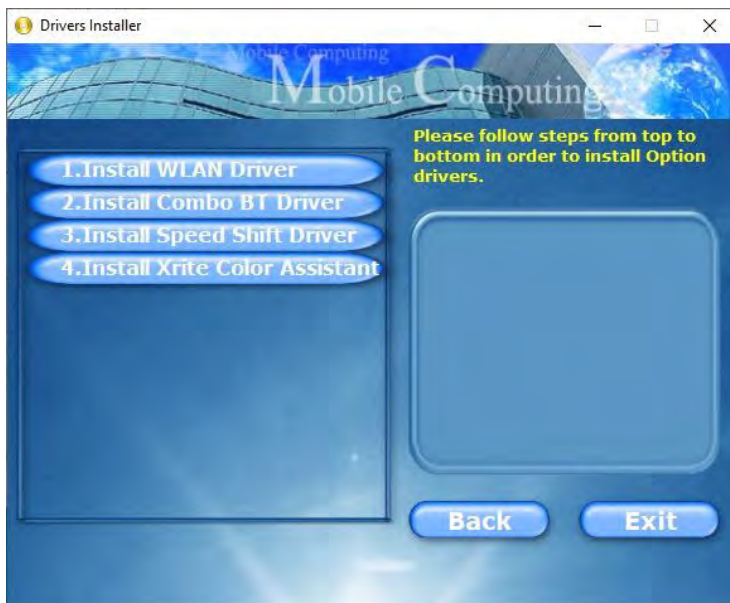 Drivers Installer
Mobile Computing
Mobile Computing
Please follow steps from top to
bottom in order to install Option
drivers.
1.Install WLAN Driver
2.Install Combo BT Driver
3.Install Speed Shift Driver
4.Install Xrite Color Assistant
Back
Exit